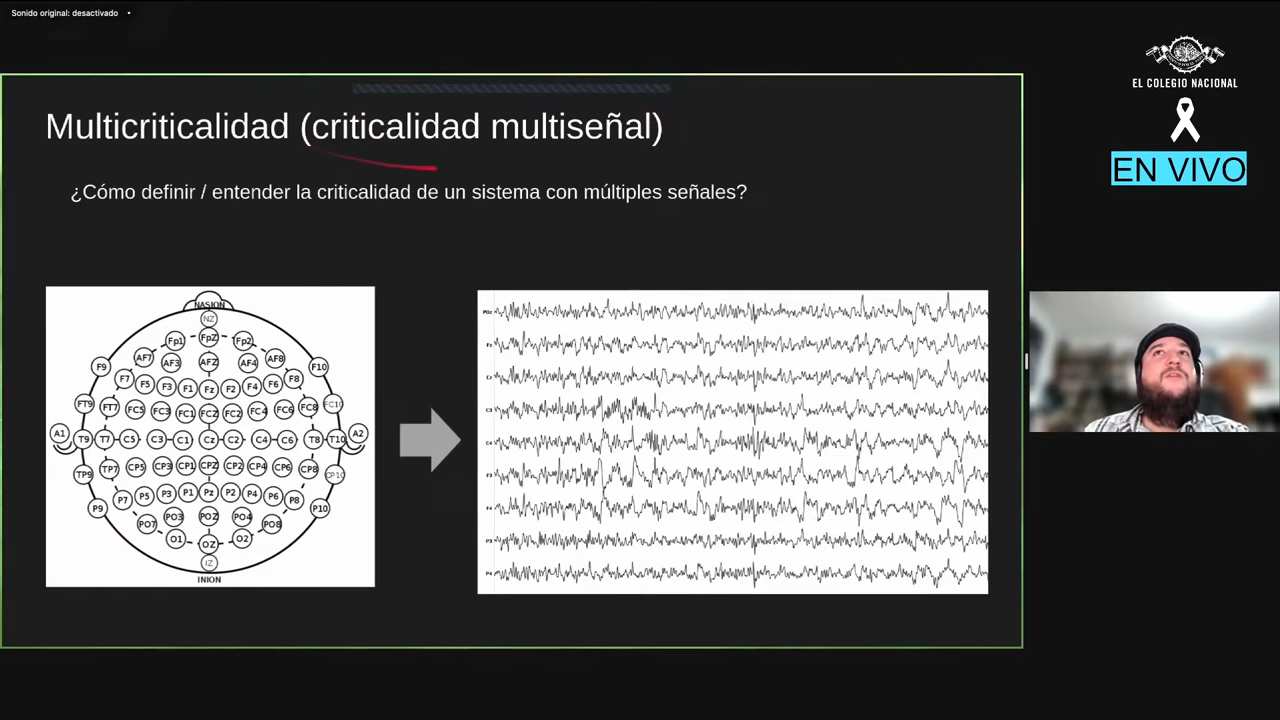 Sonido original: desactivado
EL COLEGIO NACIONAL
EN VIVO
Multicriticalidad (criticalidad multiseñal)
¿Cómo definir / entender la criticalidad de un sistema con múltiples señales?
NASION
NZ
Fp1 FpZ Fp2
AF7 AF3 AFZ AF4 AF8
F9 F7 F5 F3 F1 Fz F2 F4 F6 F8 F10
FT9 FT7 FC5 FC3 FC1 FCZ FC2 FC4 FC6 FC8 FC10
A1 T9 T7 C5 C3 C1 Cz C2 C4 C6 T8 T10 A2
TP9 TP7 CP5 CP3 CP1 CPZ CP2 CP4 CP6 CP8 CP10
P9 P7 P5 P3 P1 Pz P2 P4 P6 P8 P10
PO7 PO3 POZ PO4 PO8
O1 OZ O2
IZ
INION